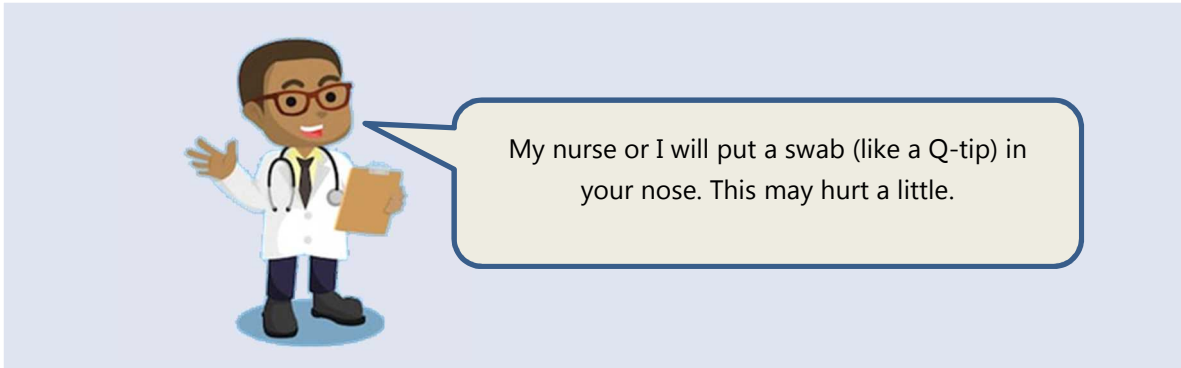 My nurse or I will put a swab (like a Q-tip) in
your nose. This may hurt a little.